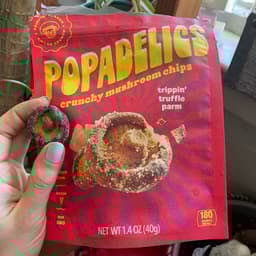 POPADELICS
crunchy mushroom chips
trippin'
truffle
parm
NET WT 1.4 OZ (40g)
180